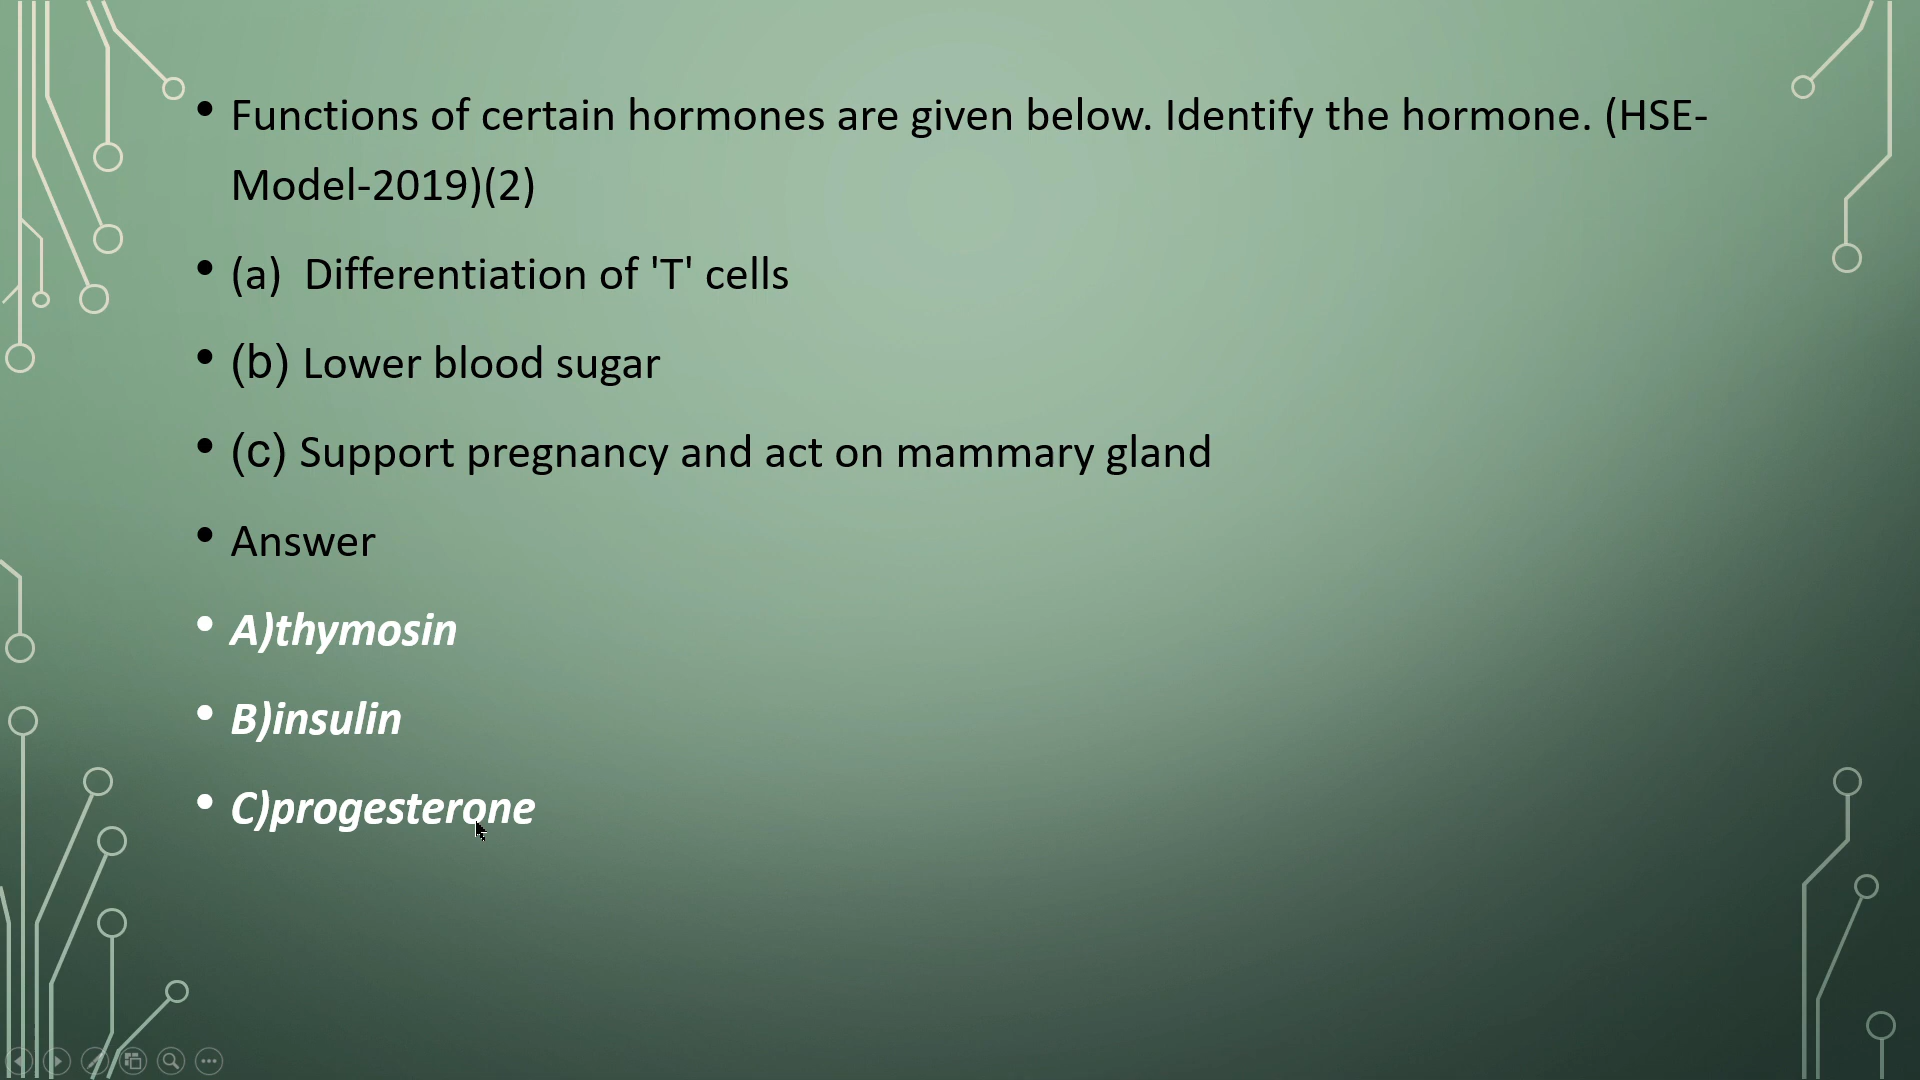 • Functions of certain hormones are given below. Identify the hormone. (HSE-
Model-2019)(2)
• (a)  Differentiation of 'T' cells
• (b) Lower blood sugar
• (c) Support pregnancy and act on mammary gland
• Answer
• A)thymosin
• B)insulin
• C)progesterone